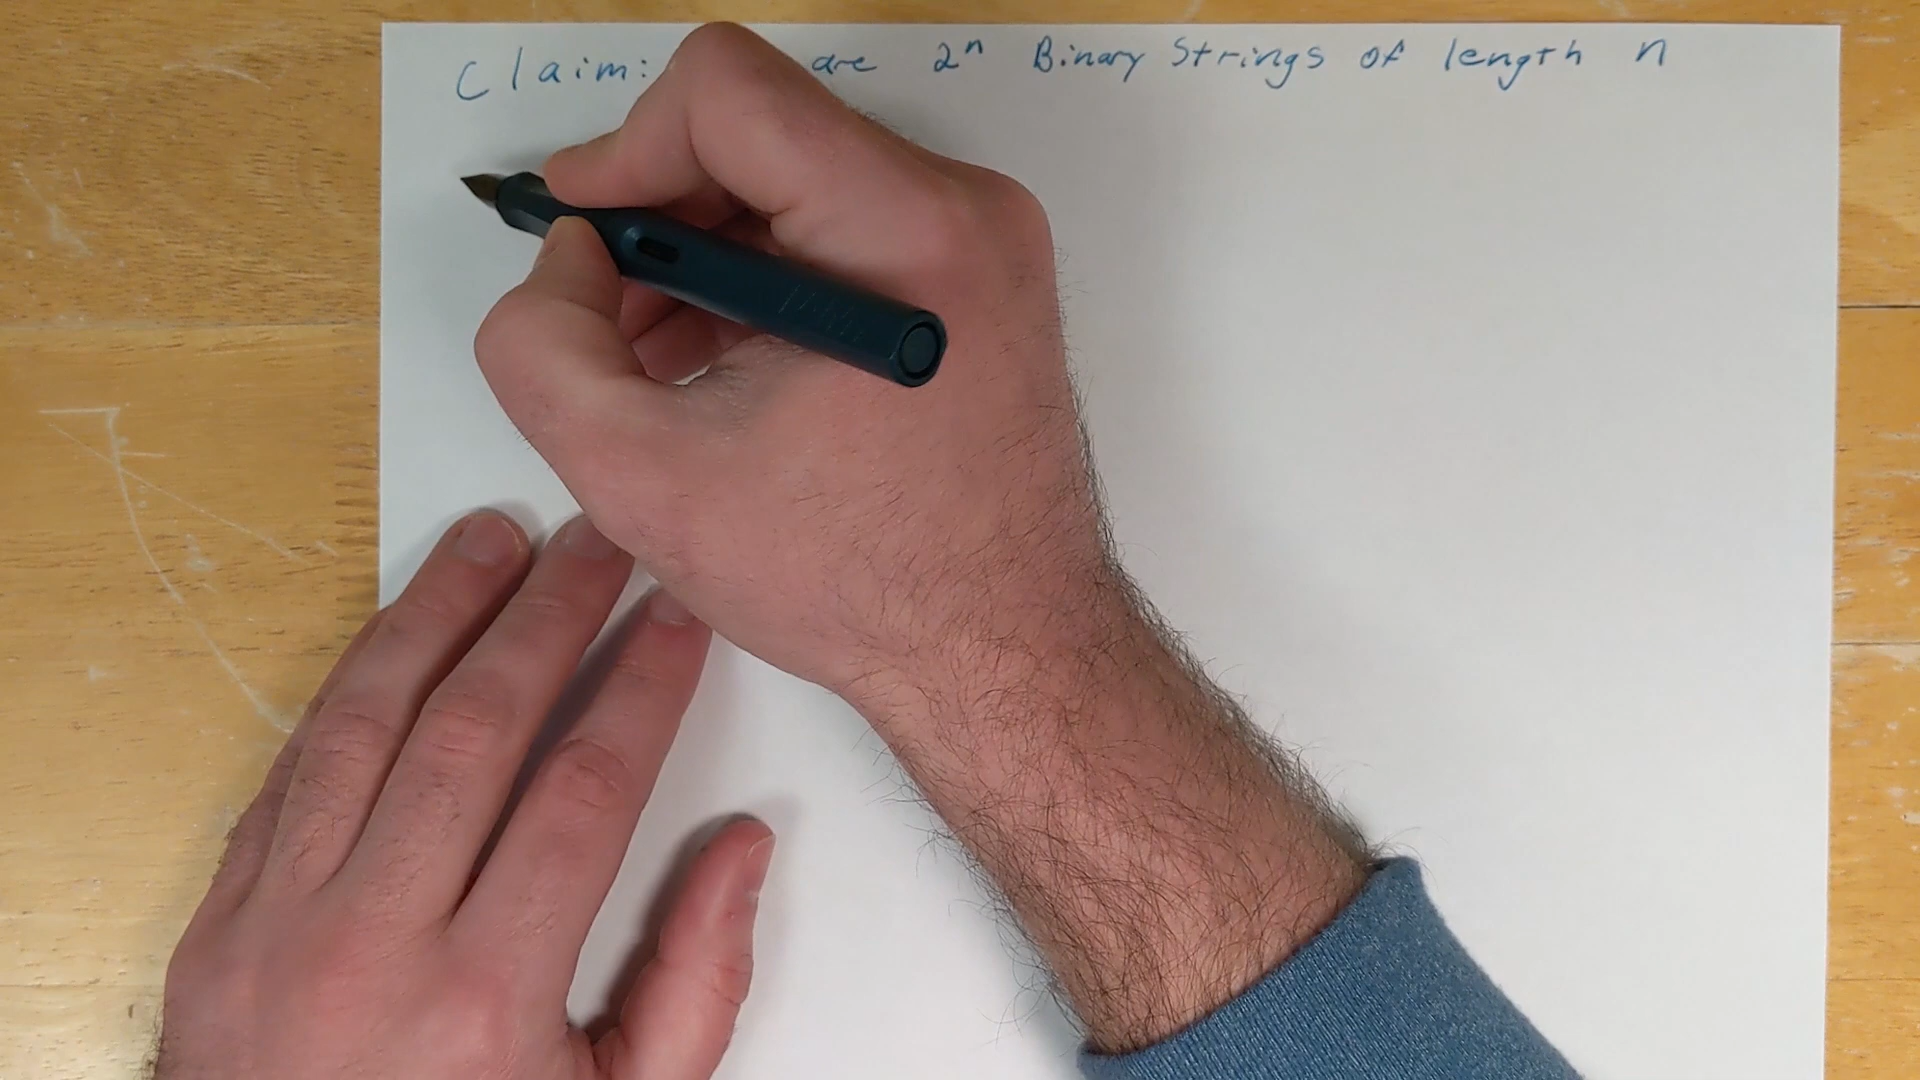 Claim: are 2ⁿ Binary Strings of length n